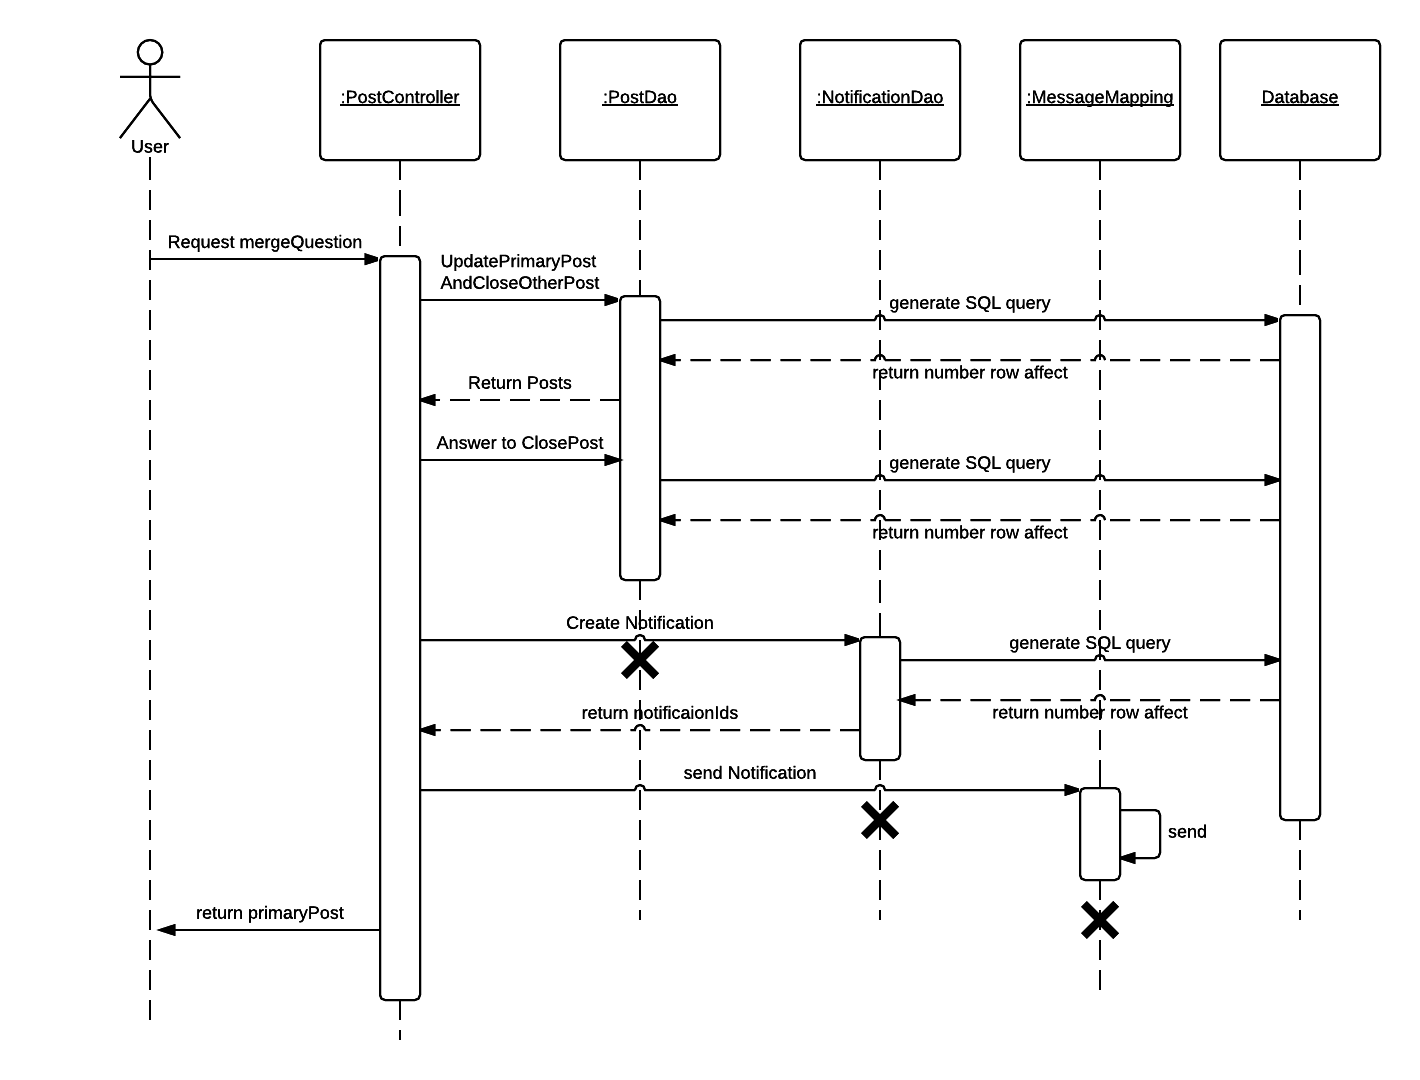 User
:PostController
:PostDao
:NotificationDao
:MessageMapping
Database
Request mergeQuestion
UpdatePrimaryPost
AndCloseOtherPost
generate SQL query
return number row affect
Return Posts
Answer to ClosePost
generate SQL query
return number row affect
Create Notification
generate SQL query
return number row affect
return notificaionIds
send Notification
send
return primaryPost